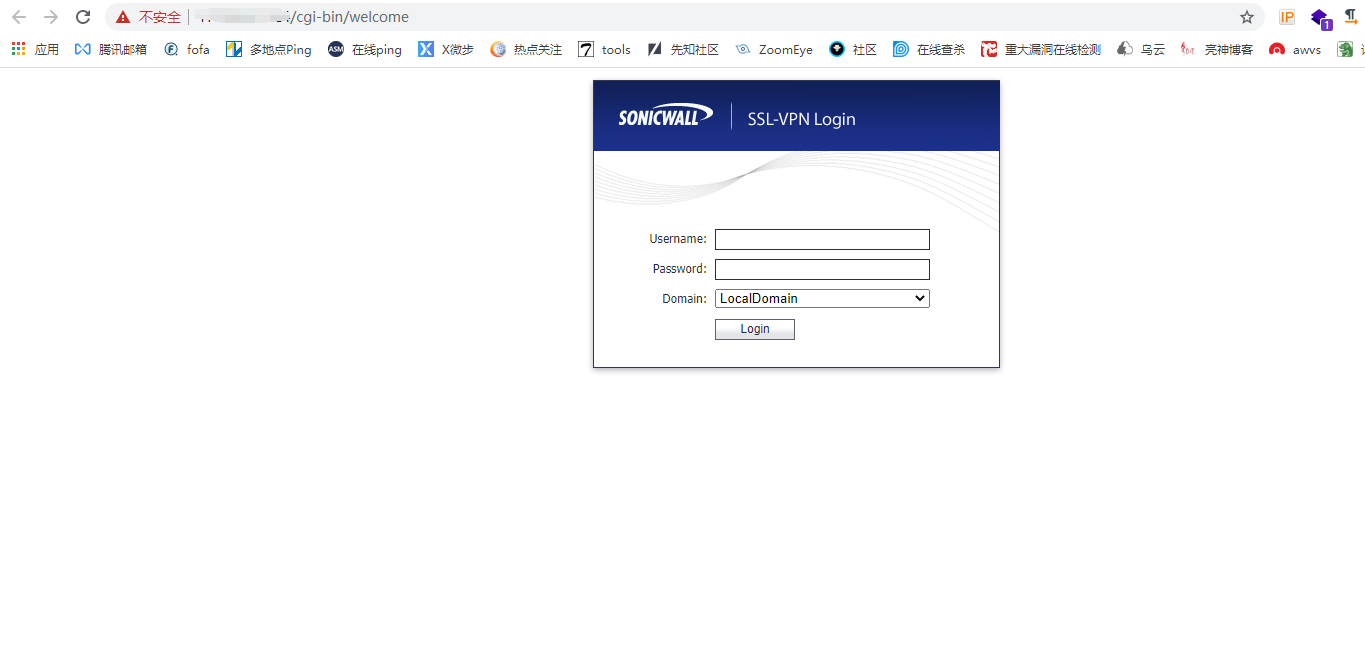 不安全 /cgi-bin/welcome IP 1
应用 腾讯邮箱 fofa 多地点Ping ASM 在线ping X微步 热点关注 tools 先知社区 ZoomEye 社区 在线查杀 重大漏洞在线检测 乌云 亮神博客 awvs
SONICWALL SSL-VPN Login
Username:
Password:
Domain: LocalDomain
Login